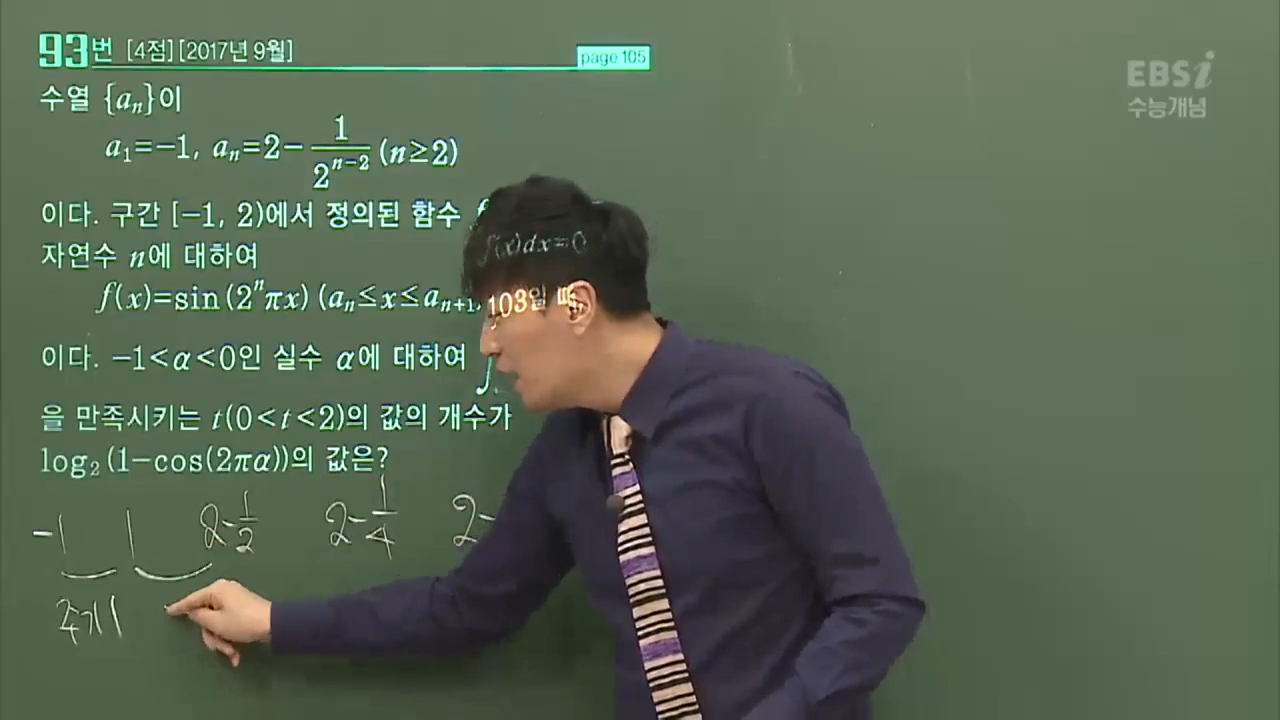 93번 [4점][2017년 9월]
page 105
EBSi
수능개념
수열 {aₙ}이
a₁=-1, aₙ=2-1/2ⁿ⁻² (n≥2)
이다. 구간 [-1, 2)에서 정의된 함수 f
자연수 n에 대하여
f(x)=sin(2ⁿπx) (aₙ≤x≤aₙ₊₁)
이다. -1<α<0인 실수 α에 대하여 ∫ f(x)dx=0
을 만족시키는 t(0<t<2)의 값의 개수가 103일 때,
log₂(1-cos(2πα))의 값은?
-1 1 2-1/2 2-1/4 2-
주기 1